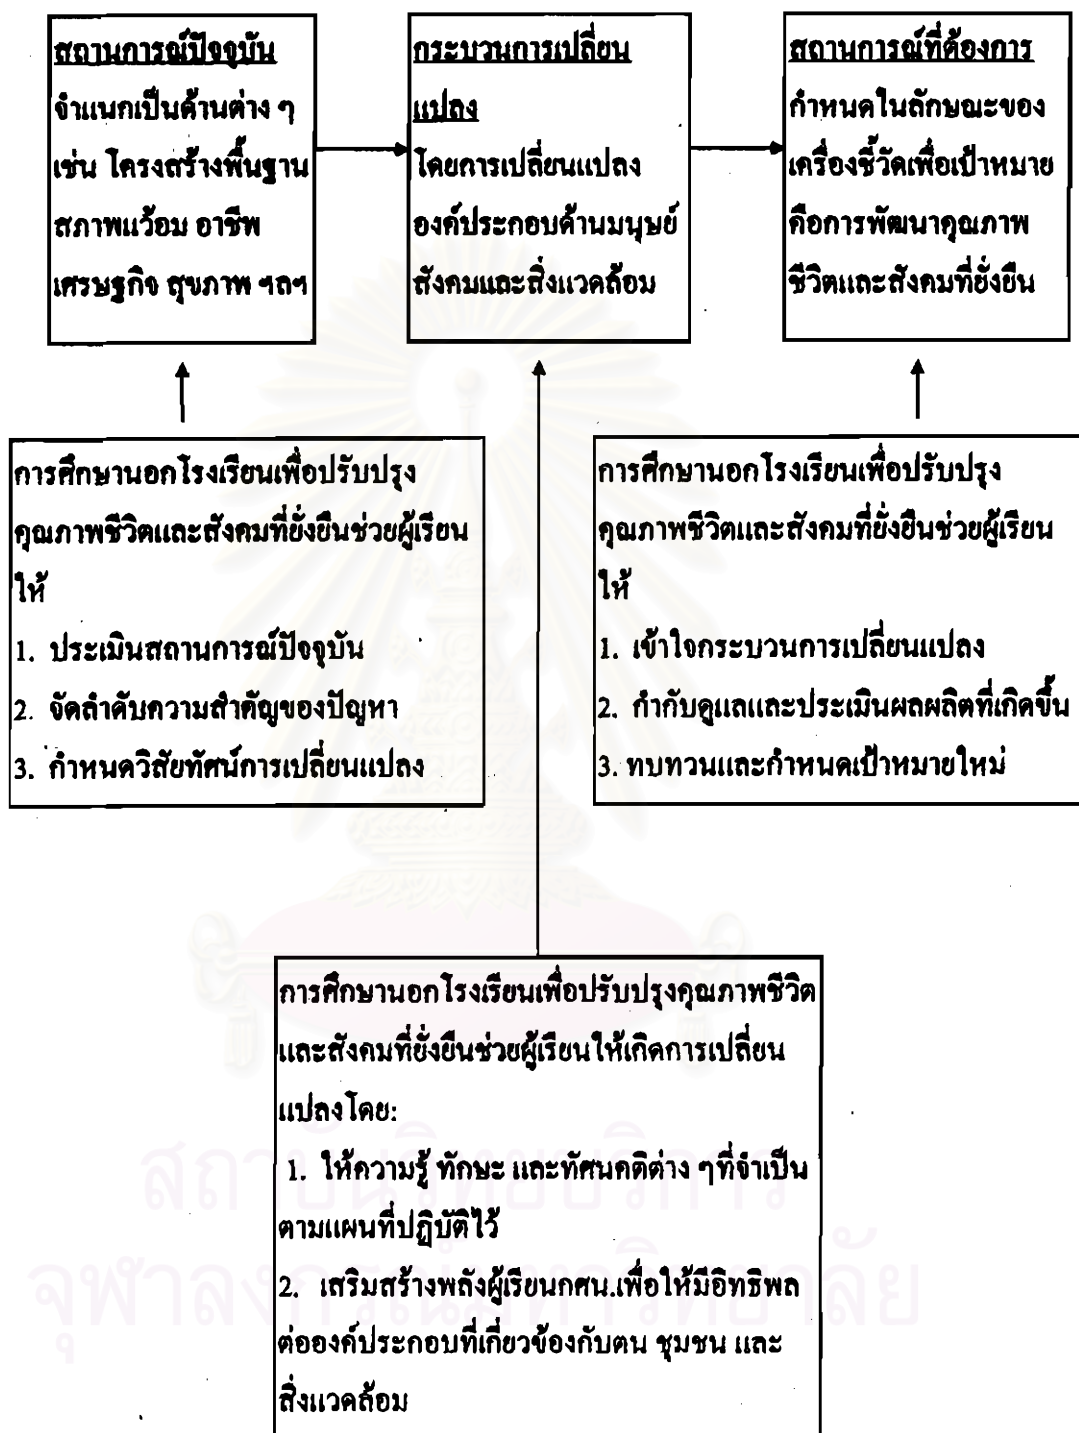 สถานการณ์ปัจจุบัน
จำแนกเป็นด้านต่าง ๆ
เช่น โครงสร้างพื้นฐาน
สภาพแว้อม อาชีพ
เศรษฐกิจ สุขภาพ ฯลฯ
กระบวนการเปลี่ยน
แปลง
โดยการเปลี่ยนแปลง
องค์ประกอบด้านมนุษย์
สังคมและสิ่งแวดล้อม
สถานการณ์ที่ต้องการ
กำหนดในลักษณะของ
เครื่องชี้วัดเพื่อเป้าหมาย
คือการพัฒนาคุณภาพ
ชีวิตและสังคมที่ยั่งยืน
การศึกษานอกโรงเรียนเพื่อปรับปรุง
คุณภาพชีวิตและสังคมที่ยั่งยืนช่วยผู้เรียน
ให้
1. ประเมินสถานการณ์ปัจจุบัน
2. จัดลำดับความสำคัญของปัญหา
3. กำหนดวิสัยทัศน์การเปลี่ยนแปลง
การศึกษานอกโรงเรียนเพื่อปรับปรุง
คุณภาพชีวิตและสังคมที่ยั่งยืนช่วยผู้เรียน
ให้
1. เข้าใจกระบวนการเปลี่ยนแปลง
2. กำกับดูแลและประเมินผลผลิตที่เกิดขึ้น
3. ทบทวนและกำหนดเป้าหมายใหม่
การศึกษานอกโรงเรียนเพื่อปรับปรุงคุณภาพชีวิต
และสังคมที่ยั่งยืนช่วยผู้เรียนให้เกิดการเปลี่ยน
แปลงโดย:
1. ให้ความรู้ ทักษะ และทัศนคติต่าง ๆที่จำเป็น
ตามแผนที่ปฏิบัติไว้
2. เสริมสร้างพลังผู้เรียนกศน.เพื่อให้มีอิทธิพล
ต่อองค์ประกอบที่เกี่ยวข้องกับตน ชุมชน และ
สิ่งแวดล้อม
สถาบันวิทยบริการ
จุฬาลงกรณ์มหาวิทยาลัย